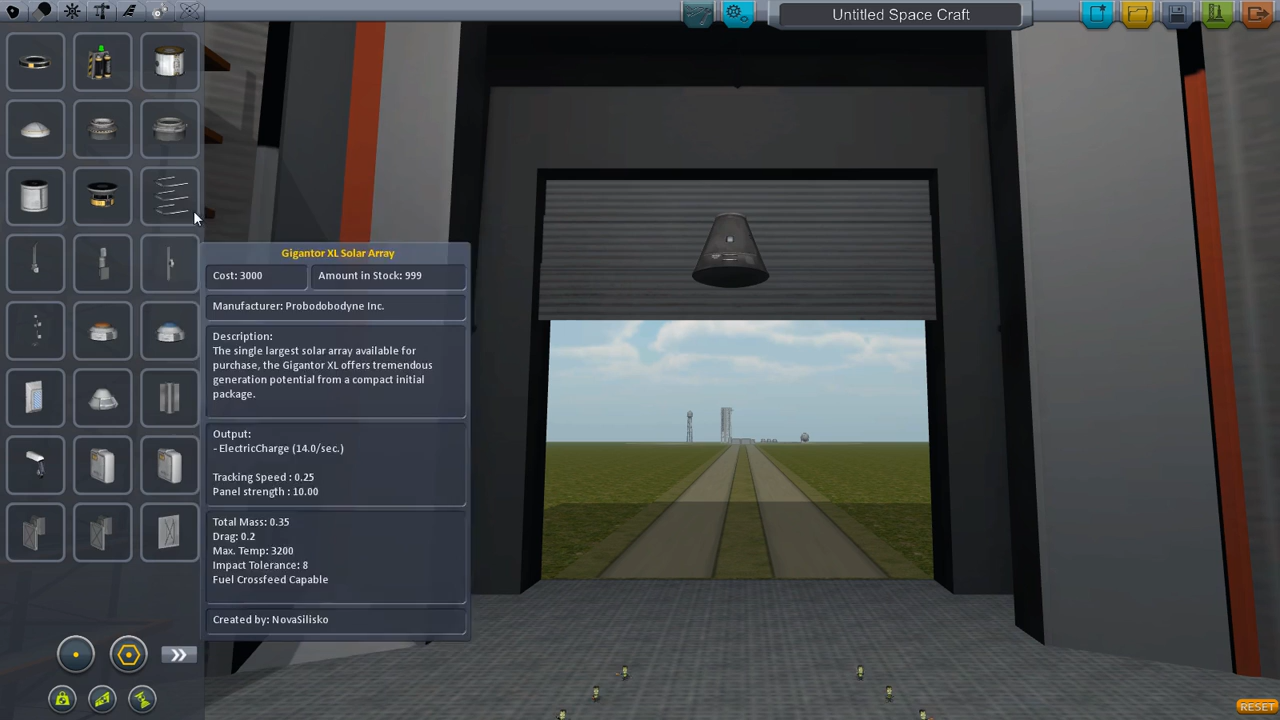 Untitled Space Craft
Gigantor XL Solar Array
Cost: 3000
Amount in Stock: 999
Manufacturer: Probodobodyne Inc.
Description:
The single largest solar array available for
purchase, the Gigantor XL offers tremendous
generation potential from a compact initial
package.
Output:
- ElectricCharge (14.0/sec.)
Tracking Speed : 0.25
Panel strength : 10.00
Total Mass: 0.35
Drag: 0.2
Max. Temp: 3200
Impact Tolerance: 8
Fuel Crossfeed Capable
Created by: NovaSilisko
RESET